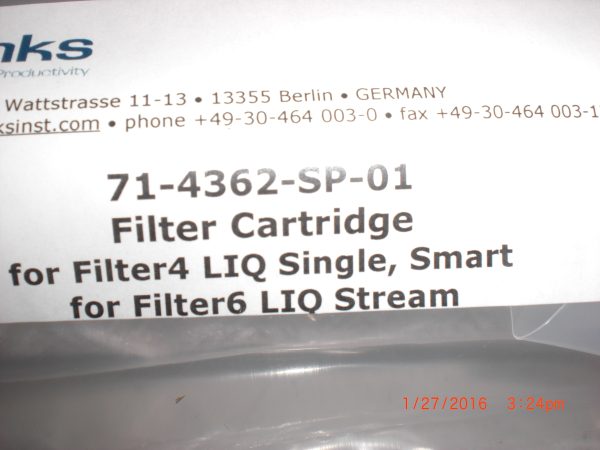 nks
Productivity
Wattstrasse 11-13 • 13355 Berlin • GERMANY
ksinst.com • phone +49-30-464 003-0 • fax +49-30-464 003-1
71-4362-SP-01
Filter Cartridge
for Filter4 LIQ Single, Smart
for Filter6 LIQ Stream
1/27/2016 3:24pm